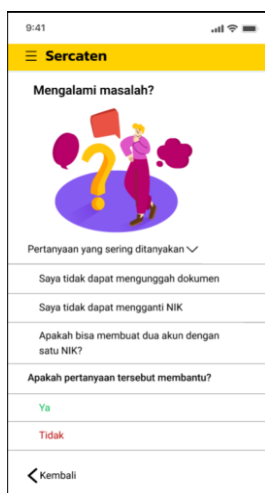 9:41
Sercaten
Mengalami masalah?
?
Pertanyaan yang sering ditanyakan
Saya tidak dapat mengunggah dokumen
Saya tidak dapat mengganti NIK
Apakah bisa membuat dua akun dengan
satu NIK?
Apakah pertanyaan tersebut membantu?
Ya
Tidak
Kembali